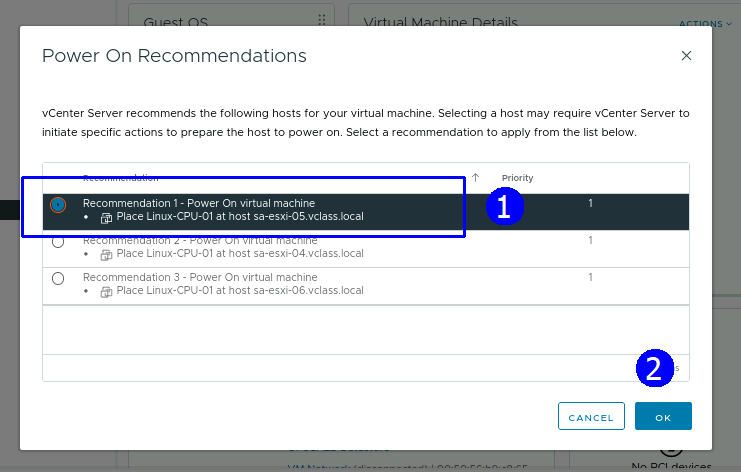 Guest OS
Virtual Machine Details
ACTIONS
Power On Recommendations
vCenter Server recommends the following hosts for your virtual machine. Selecting a host may require vCenter Server to
initiate specific actions to prepare the host to power on. Select a recommendation to apply from the list below.
Recommendation
Priority
Recommendation 1 - Power On virtual machine
1
1
• Place Linux-CPU-01 at host sa-esxi-05.vclass.local
Recommendation 2 - Power On virtual machine
1
• Place Linux-CPU-01 at host sa-esxi-04.vclass.local
Recommendation 3 - Power On virtual machine
1
• Place Linux-CPU-01 at host sa-esxi-06.vclass.local
2
CANCEL
OK
No PCI devices